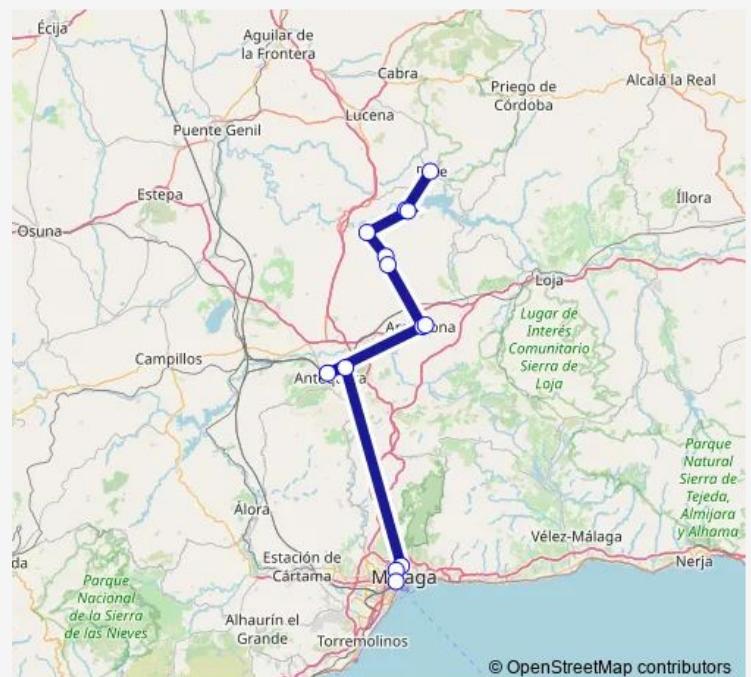 Écija
Aguilar de
la Frontera
Cabra
Alcalá la Real
Priego de
Córdoba
Lucena
Puente Genil
Estepa
Íllora
Osuna
Loja
Lugar de
Interés
Comunitario
Sierra de
Loja
Campillos
Parque
Natural
Sierra de
Tejeda,
Almijara
y Alhama
Álora
Vélez-Málaga
Nerja
Estación de
Cártama
Málaga
Parque
Nacional
de la Sierra
de las Nieves
Alhaurín el
Grande
Torremolinos
© OpenStreetMap contributors